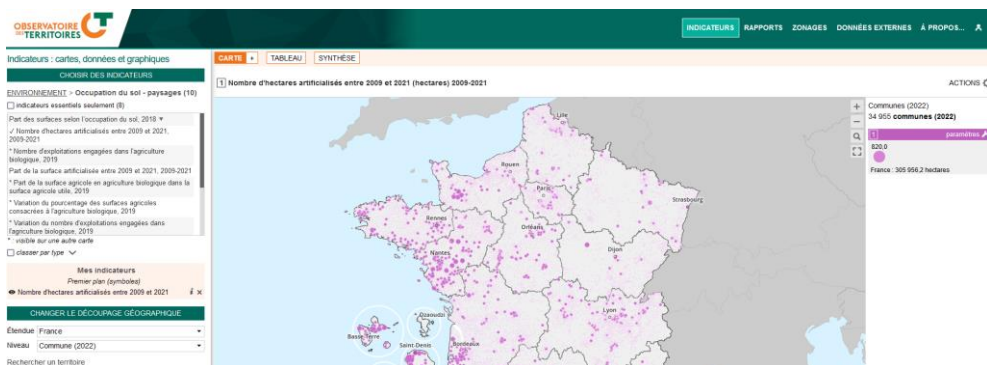 OBSERVATOIRE
DES TERRITOIRES
INDICATEURS RAPPORTS ZONAGES DONNÉES EXTERNES À PROPOS...
Indicateurs : cartes, données et graphiques
CHOISIR DES INDICATEURS
ENVIRONNEMENT > Occupation du sol - paysages (10)
indicateurs essentiels seulement (8)
Part des surfaces selon l'occupation du sol, 2018
✓ Nombre d'hectares artificialisés entre 2009 et 2021,
2009-2021
* Nombre d'exploitations engagées dans l'agriculture
biologique, 2019
Part de la surface artificialisée entre 2009 et 2021, 2009-2021
* Part de la surface agricole en agriculture biologique dans la
surface agricole utile, 2019
* Variation du pourcentage des surfaces agricoles
consacrées à l'agriculture biologique, 2019
* Variation du nombre d'exploitations engagées dans
l'agriculture biologique, 2019
* : visible sur une autre carte
classer par type
Mes indicateurs
Premier plan (symboles)
Nombre d'hectares artificialisés entre 2009 et 2021 i ×
CHANGER LE DÉCOUPAGE GÉOGRAPHIQUE
Étendue France
Niveau Commune (2022)
Rechercher un territoire
CARTE TABLEAU SYNTHÈSE
1 Nombre d'hectares artificialisés entre 2009 et 2021 (hectares) 2009-2021
ACTIONS
Lille
Rouen
Paris
Strasbourg
Rennes
Orléans
Nantes
Dijon
Lyon
Dzaoudzi
Basse-Terre
Saint-Denis
Bordeaux
Communes (2022)
34 955 communes (2022)
1 paramètres
820,0
France : 305 956,2 hectares